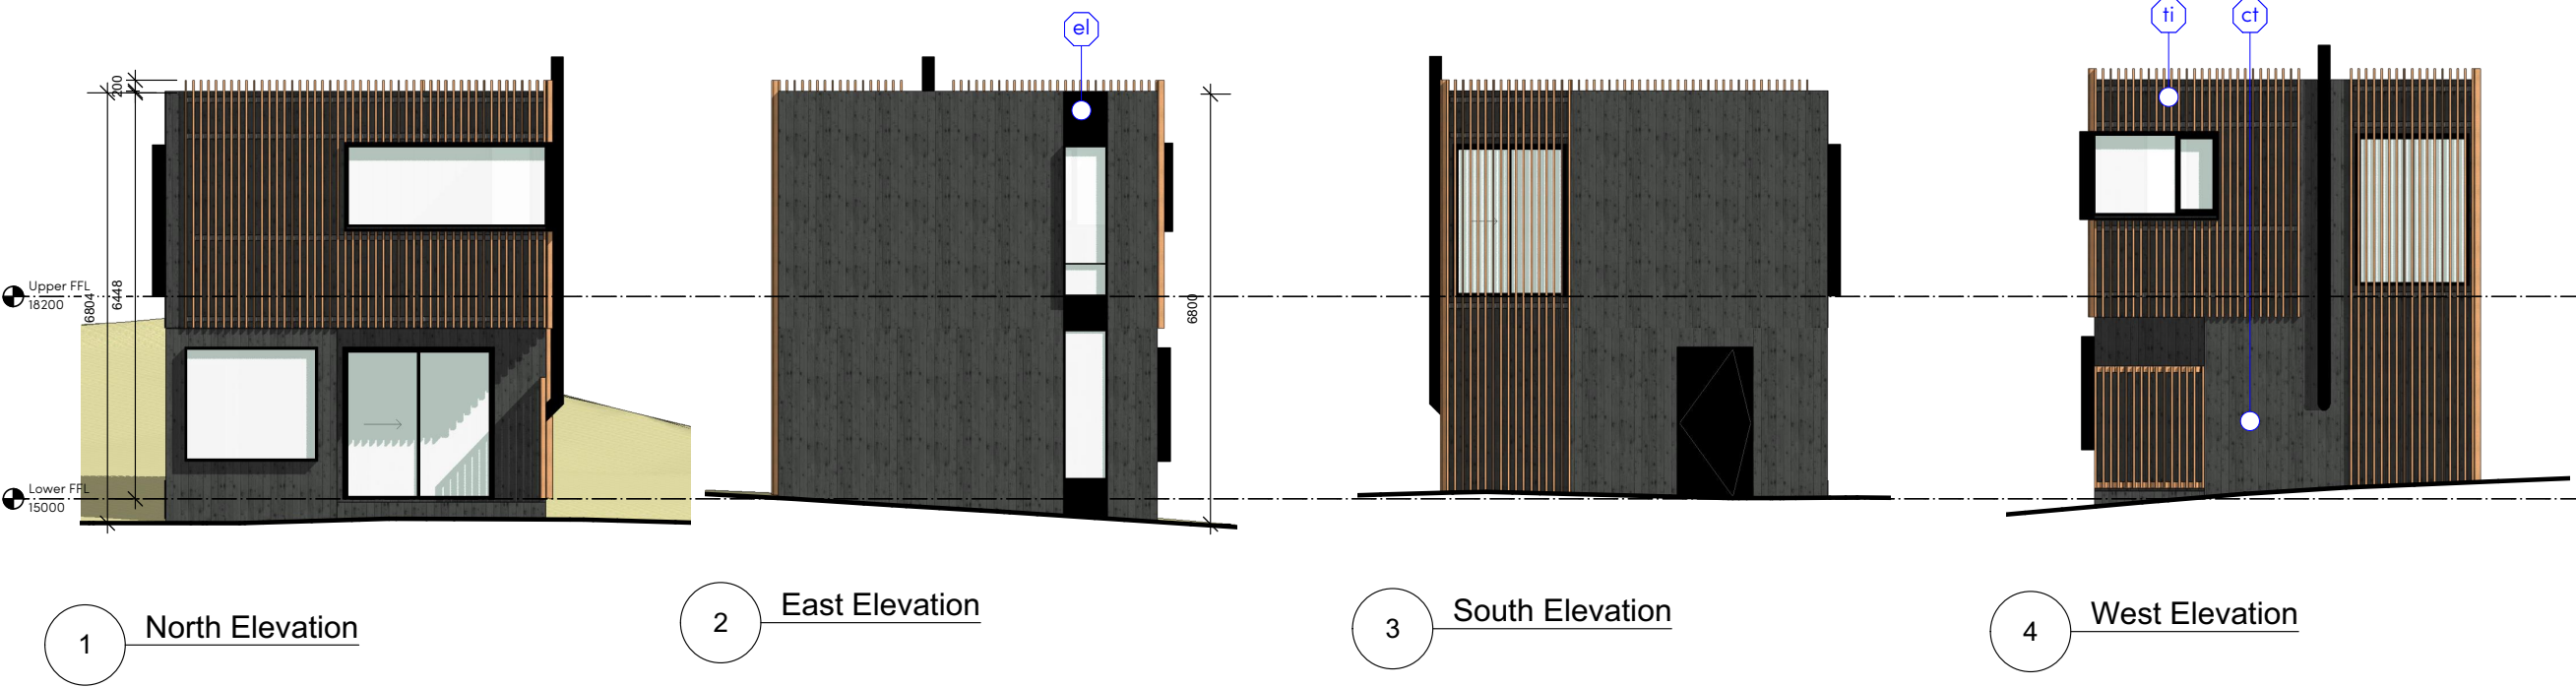 el
ti
ct
200
Upper FFL
18200
6804
6448
6800
Lower FFL
15000
1
North Elevation
2
East Elevation
3
South Elevation
4
West Elevation